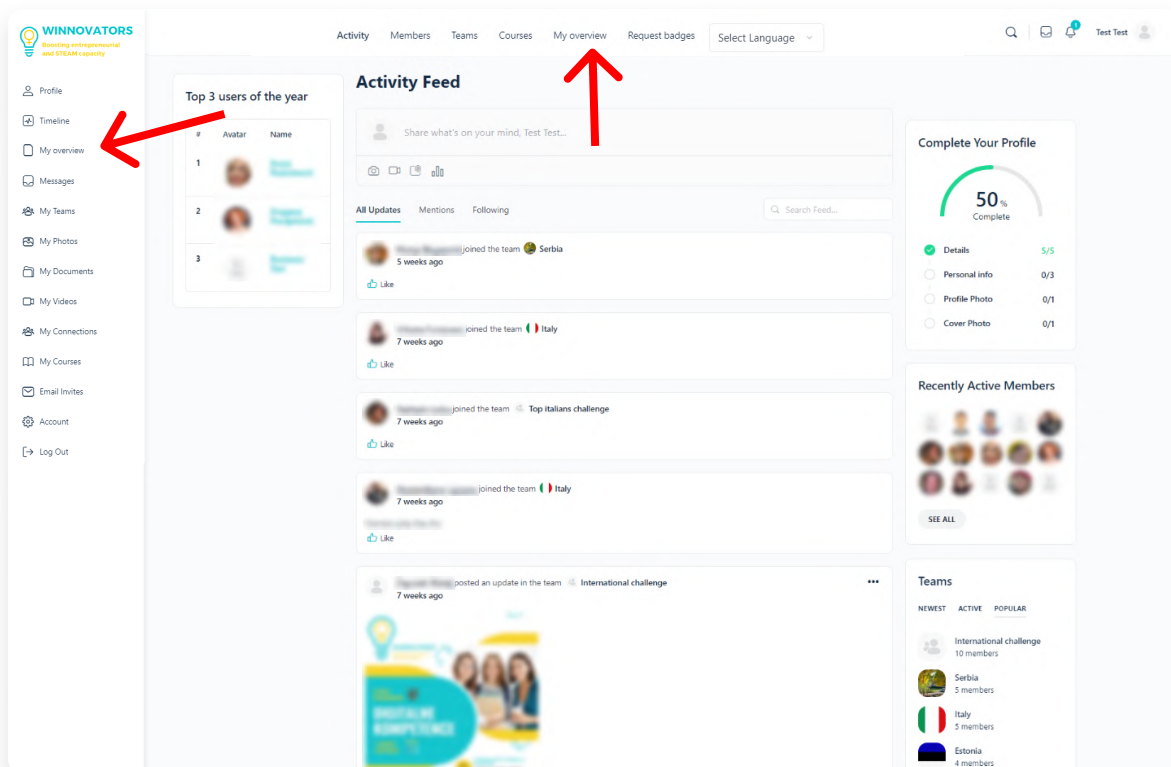 WINNOVATORS
Boosting entrepreneurial
and STEAM capacity
Activity
Members
Teams
Courses
My overview
Request badges
Select Language
1
Test Test
Profile
Timeline
My overview
Messages
My Teams
My Photos
My Documents
My Videos
My Connections
My Courses
Email Invites
Account
Log Out
Top 3 users of the year
# Avatar Name
1
2
3
Activity Feed
Share what's on your mind, Test Test...
All Updates Mentions Following
Search Feed...
joined the team Serbia
5 weeks ago
Like
joined the team Italy
7 weeks ago
Like
joined the team Top italians challenge
7 weeks ago
Like
joined the team Italy
7 weeks ago
Like
posted an update in the team International challenge
7 weeks ago
DIGITALNE
KOMPETENCE
Complete Your Profile
50 %
Complete
Details 5/5
Personal info 0/3
Profile Photo 0/1
Cover Photo 0/1
Recently Active Members
SEE ALL
Teams
NEWEST ACTIVE POPULAR
International challenge
10 members
Serbia
5 members
Italy
5 members
Estonia
4 members